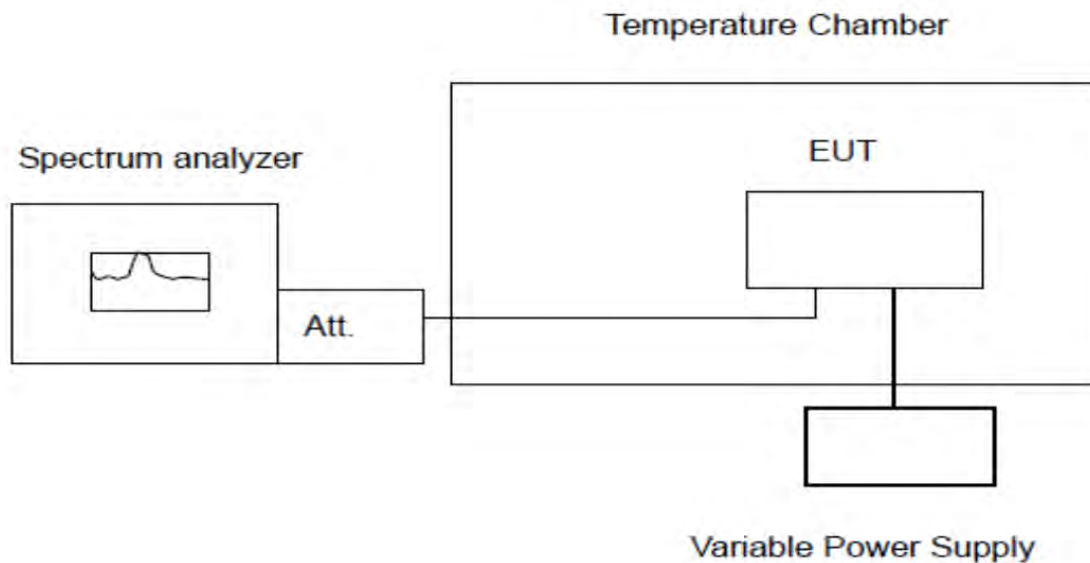 Temperature Chamber
Spectrum analyzer
EUT
Att.
Variable Power Supply